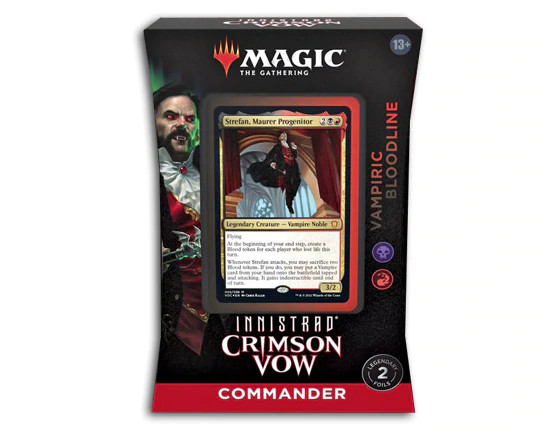 MAGIC
THE GATHERING
13+
Strefan, Maurer Progenitor 2
Legendary Creature — Vampire Noble
Flying
At the beginning of your end step, create a
Blood token for each player who lost life this
turn.
Whenever Strefan attacks, you may sacrifice two
Blood tokens. If you do, you may put a Vampire
card from your hand onto the battlefield tapped
and attacking. It gains indestructible until end
of turn.
3/2
VAMPIRIC
BLOODLINE
INNISTRAD
CRIMSON
VOW
COMMANDER
LEGENDARY
2
FOILS